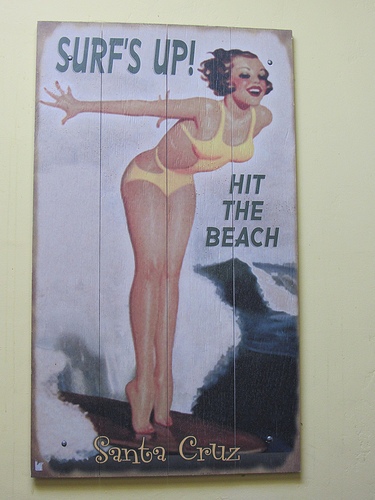 SURF'S UP!
HIT
THE
BEACH
Santa Cruz